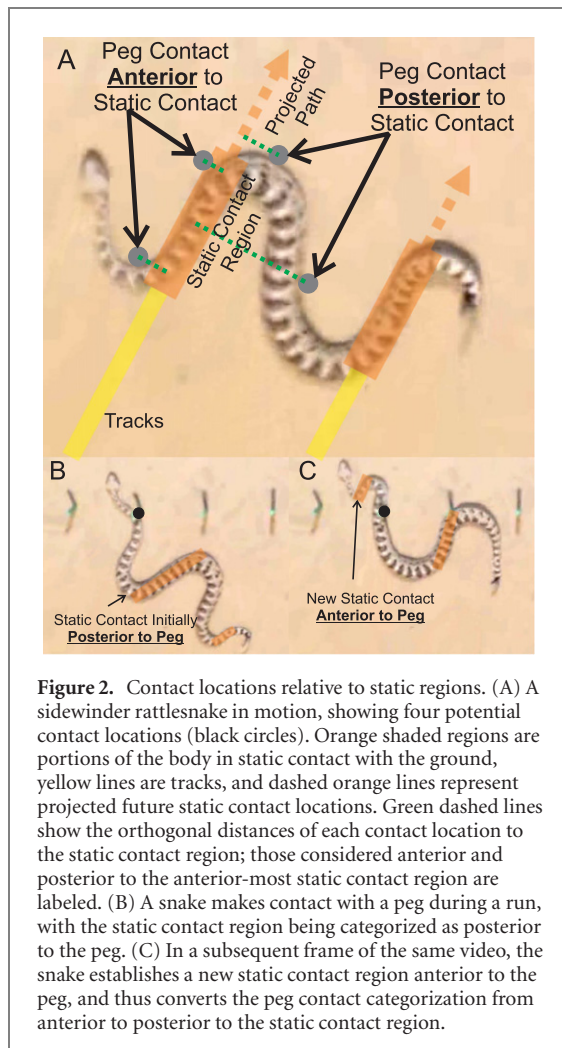 A
Peg Contact
Anterior to
Static Contact
Projected
Path
Peg Contact
Posterior to
Static Contact
Static Contact
Region
Tracks
B
Static Contact Initially
Posterior to Peg
C
New Static Contact
Anterior to Peg
Figure 2. Contact locations relative to static regions. (A) A
sidewinder rattlesnake in motion, showing four potential
contact locations (black circles). Orange shaded regions are
portions of the body in static contact with the ground,
yellow lines are tracks, and dashed orange lines represent
projected future static contact locations. Green dashed lines
show the orthogonal distances of each contact location to
the static contact region; those considered anterior and
posterior to the anterior-most static contact region are
labeled. (B) A snake makes contact with a peg during a run,
with the static contact region being categorized as posterior
to the peg. (C) In a subsequent frame of the same video, the
snake establishes a new static contact region anterior to the
peg, and thus converts the peg contact categorization from
anterior to posterior to the static contact region.